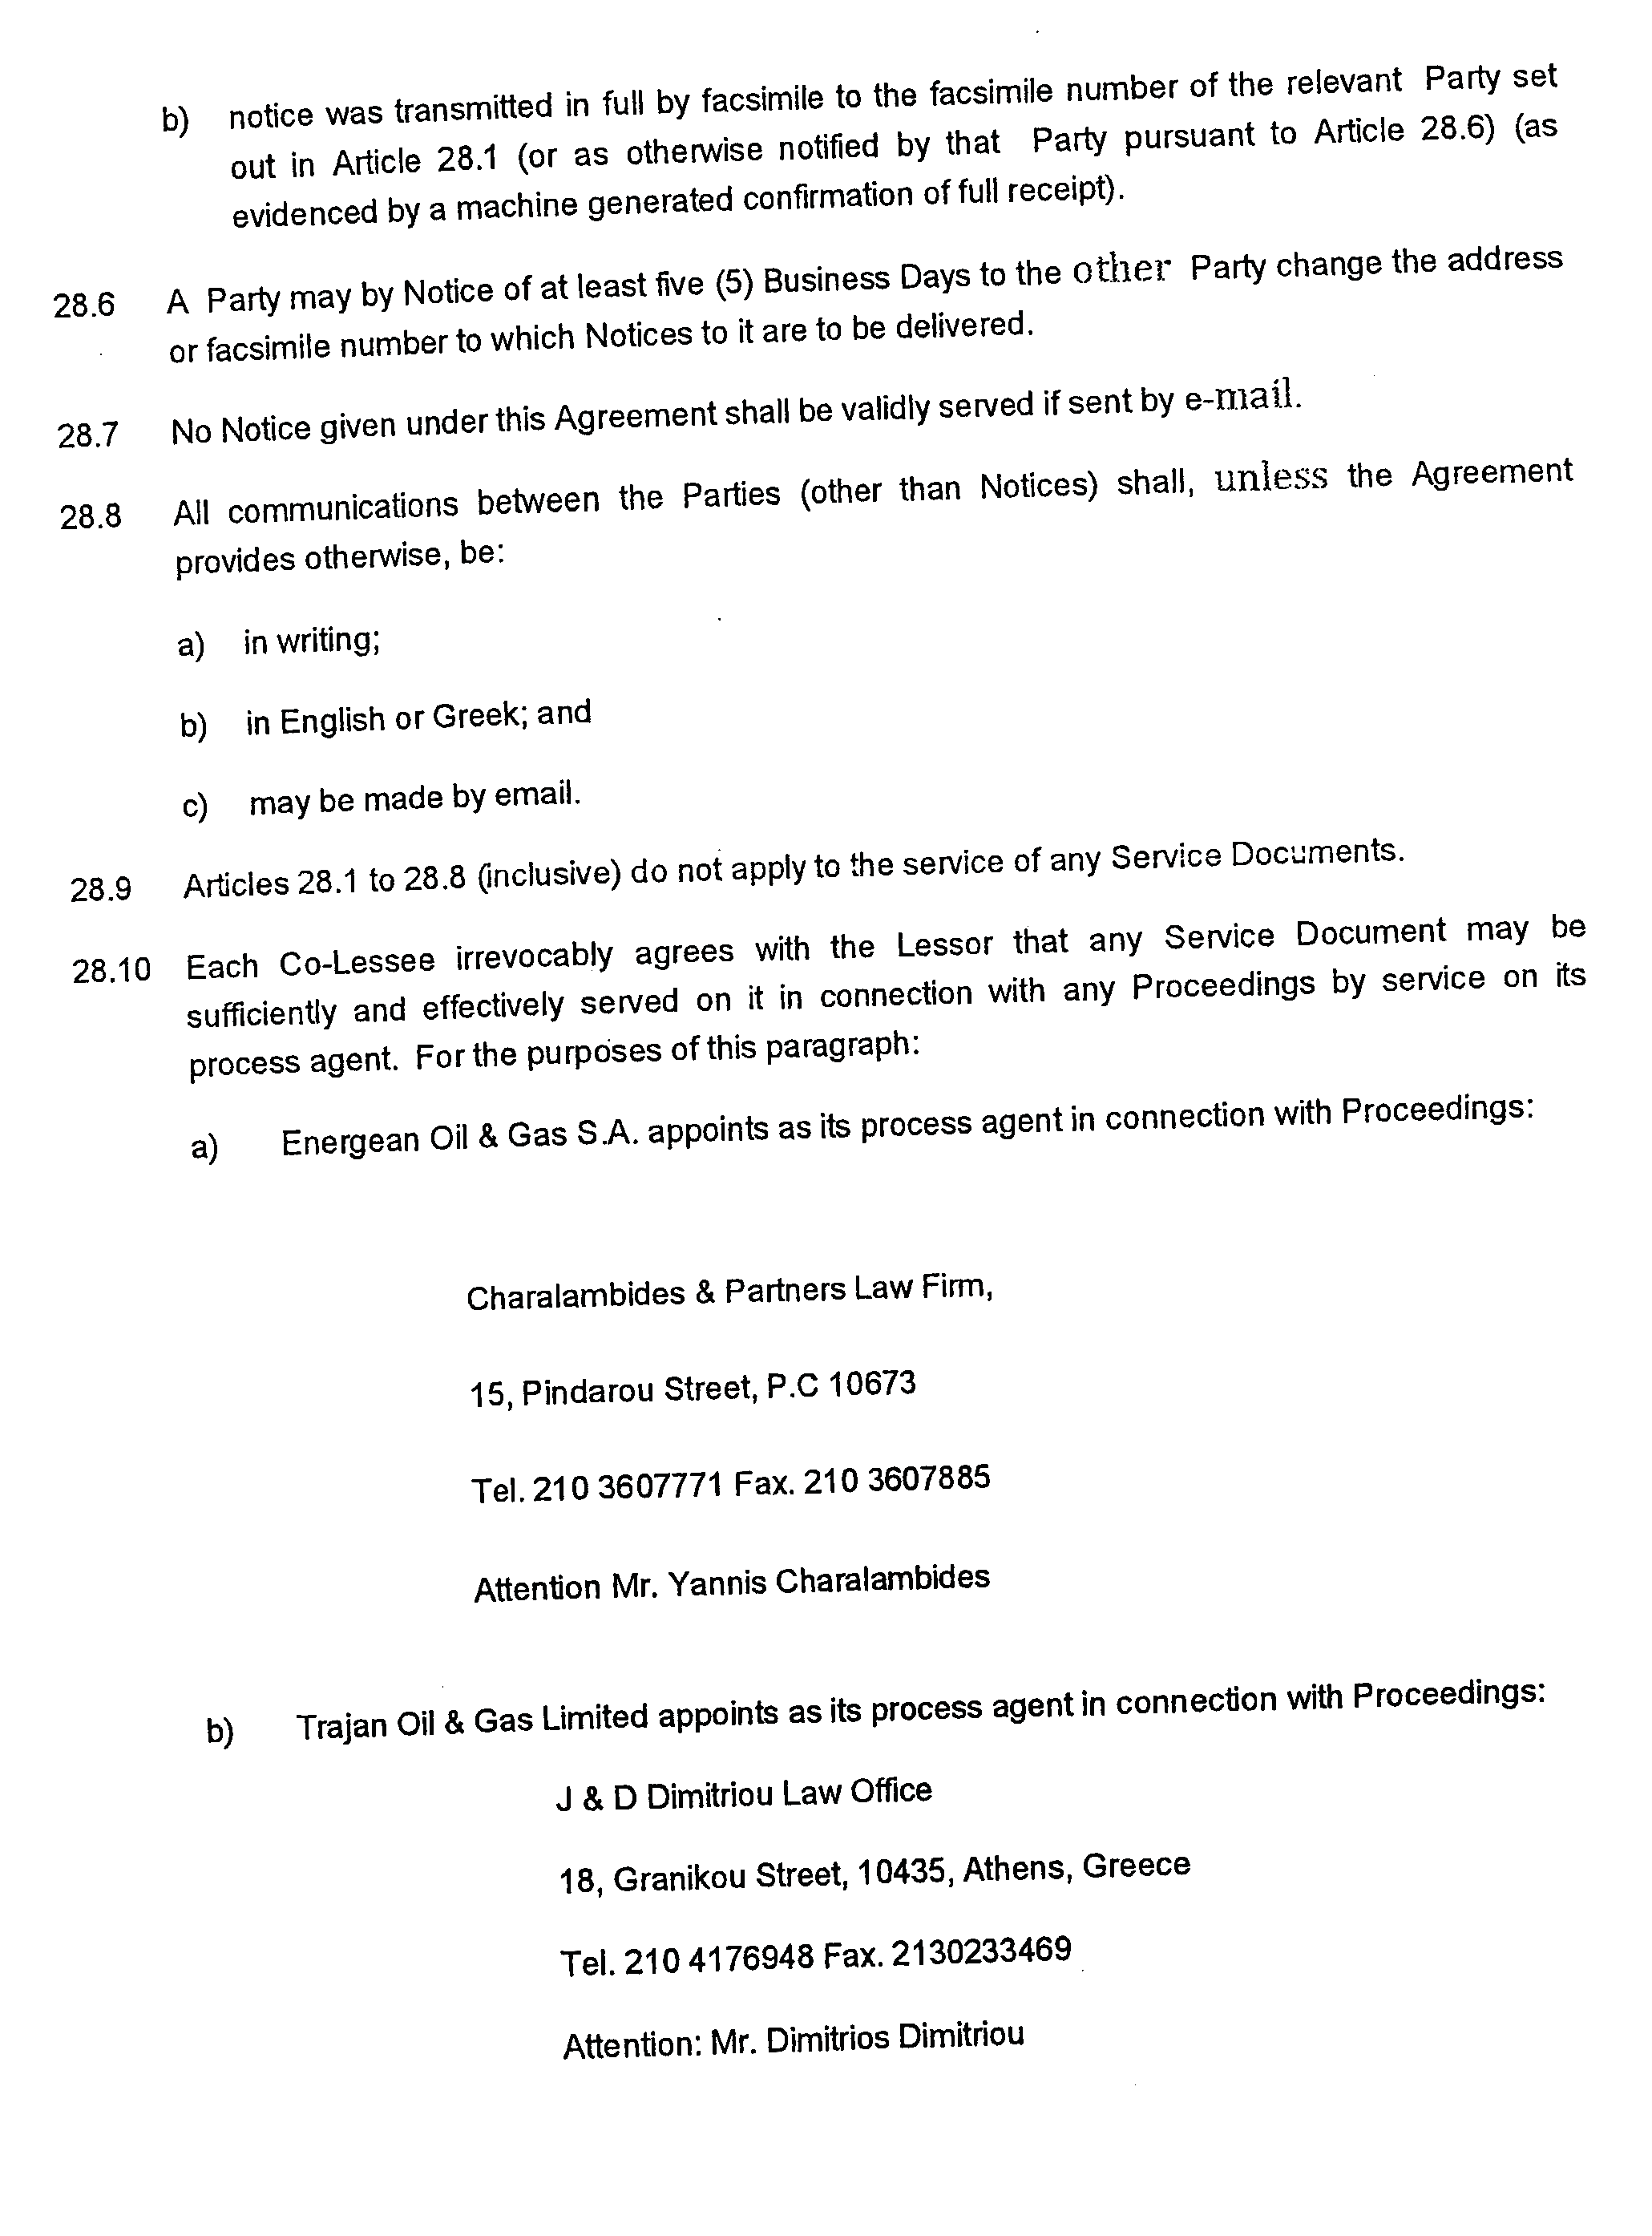 b) notice was transmitted in full by facsimile to the facsimile number of the relevant Party set
out in Article 28.1 (or as otherwise notified by that Party pursuant to Article 28.6) (as
evidenced by a machine generated confirmation of full receipt).
28.6 A Party may by Notice of at least five (5) Business Days to the other Party change the address
or facsimile number to which Notices to it are to be delivered.
28.7 No Notice given under this Agreement shall be validly served if sent by e-mail.
28.8 All communications between the Parties (other than Notices) shall, unless the Agreement
provides otherwise, be:
a) in writing;
b) in English or Greek; and
c) may be made by email.
28.9 Articles 28.1 to 28.8 (inclusive) do not apply to the service of any Service Documents.
28.10 Each Co-Lessee irrevocably agrees with the Lessor that any Service Document may be
sufficiently and effectively served on it in connection with any Proceedings by service on its
process agent. For the purposes of this paragraph:
a) Energean Oil & Gas S.A. appoints as its process agent in connection with Proceedings:
Charalambides & Partners Law Firm,
15, Pindarou Street, P.C 10673
Tel. 210 3607771 Fax. 210 3607885
Attention Mr. Yannis Charalambides
b) Trajan Oil & Gas Limited appoints as its process agent in connection with Proceedings:
J & D Dimitriou Law Office
18, Granikou Street, 10435, Athens, Greece
Tel. 210 4176948 Fax. 2130233469
Attention: Mr. Dimitrios Dimitriou